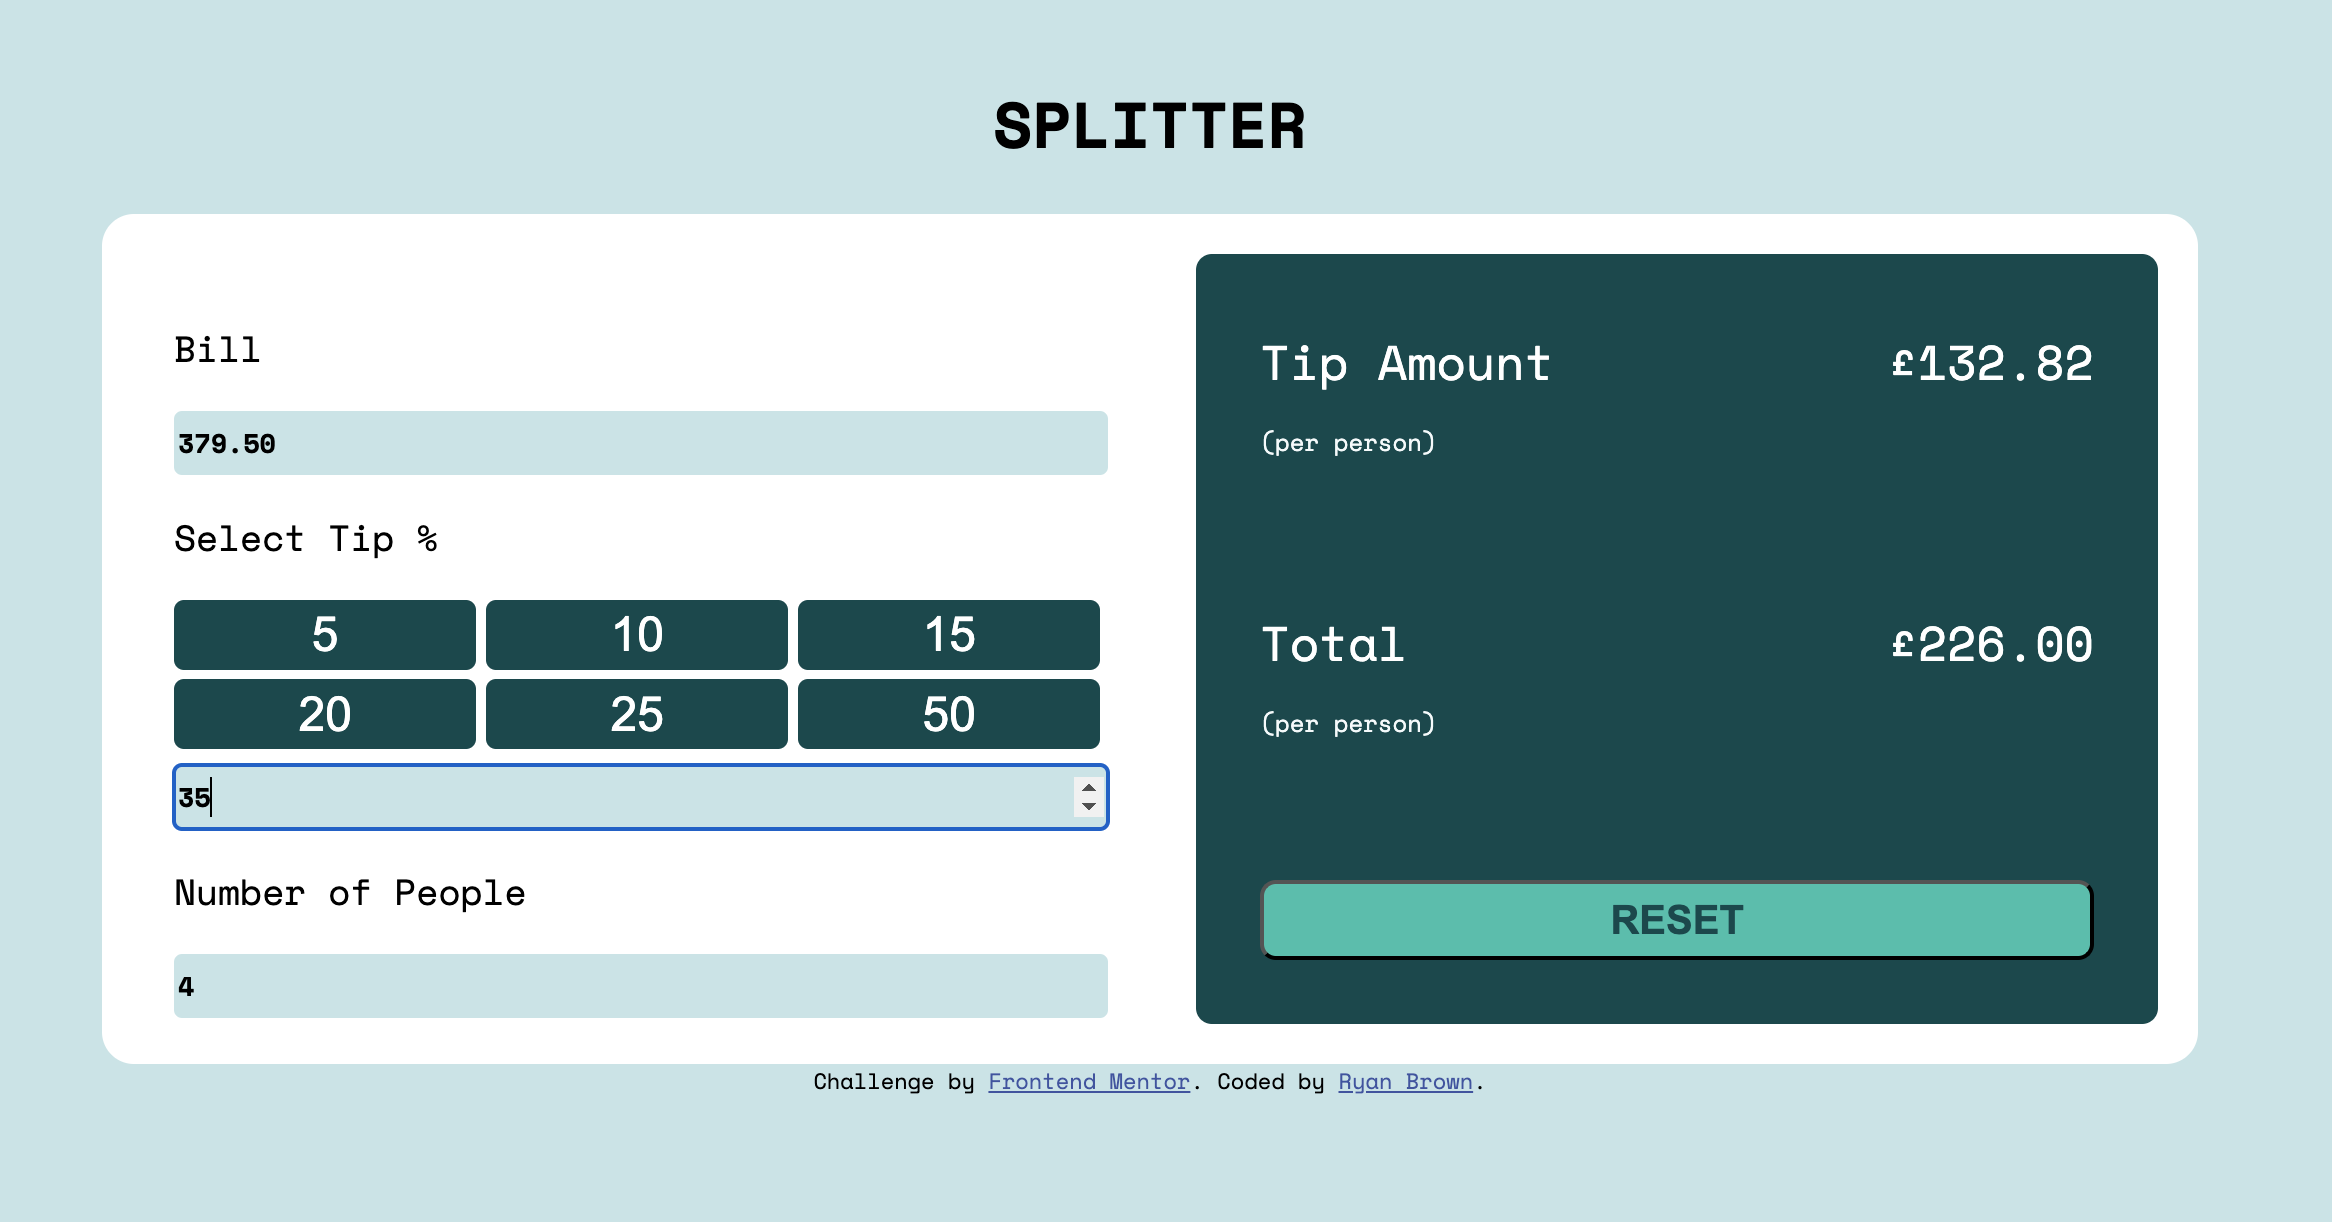 SPLITTER
Bill
379.50
Select Tip %
5 10 15
20 25 50
35
Number of People
4
Tip Amount £132.82
(per person)
Total £226.00
(per person)
RESET
Challenge by Frontend Mentor. Coded by Ryan Brown.